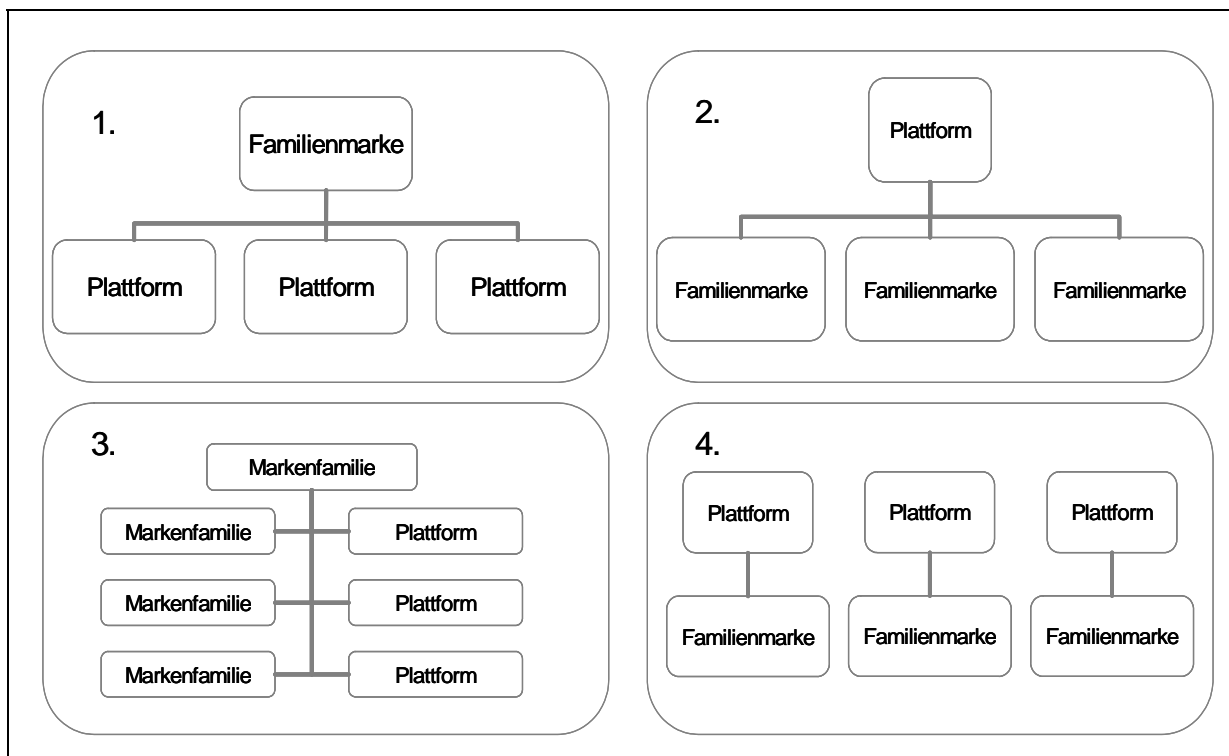 1.
Familienmarke
Plattform Plattform Plattform
2.
Plattform
Familienmarke Familienmarke Familienmarke
3.
Markenfamilie
Markenfamilie Plattform
Markenfamilie Plattform
Markenfamilie Plattform
4.
Plattform Plattform Plattform
Familienmarke Familienmarke Familienmarke